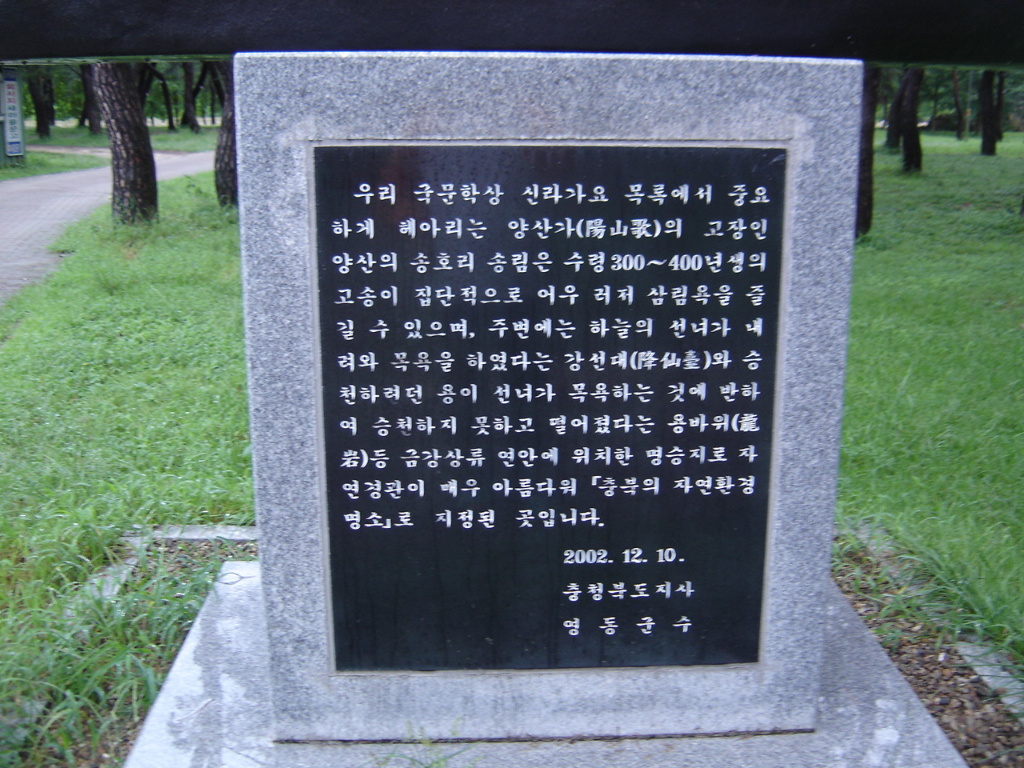 우리 국문학상 신라가요 목록에서 중요
하게 헤아리는 양산가(陽山歌)의 고장인
양산의 송호리 송림은 수령300~400년생의
고송이 집단적으로 어우 러저 삼림욕을 즐
길 수 있으며, 주변에는 하늘의 선녀가 내
려와 목욕을 하였다는 강선대(降仙臺)와 승
천하려던 용이 선녀가 목욕하는 것에 반하
여 승천하지 못하고 떨어졌다는 용바위(龍
岩)등 금강상류 연안에 위치한 명승지로 자
연경관이 매우 아름다워 「충북의 자연환경
명소」로 지정된 곳입니다.
2002. 12. 10.
충청북도지사
영동군수